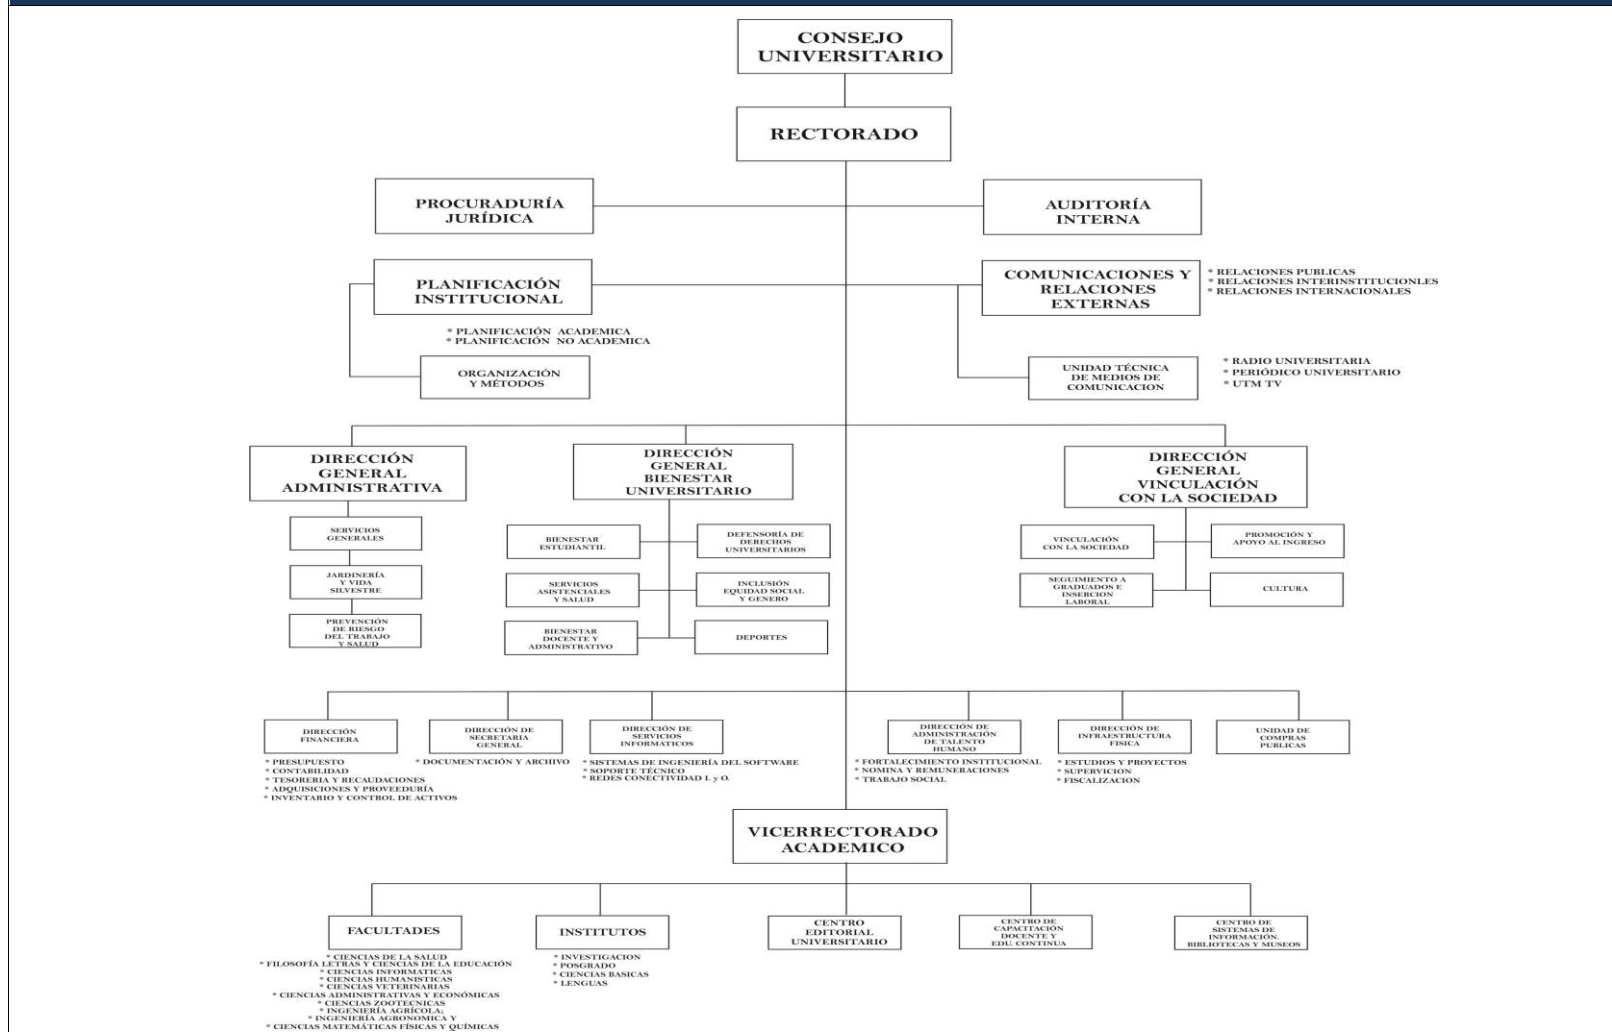 CONSEJO
UNIVERSITARIO
RECTORADO
PROCURADURÍA
JURÍDICA
AUDITORÍA
INTERNA
PLANIFICACIÓN
INSTITUCIONAL
* PLANIFICACIÓN ACADEMICA
* PLANIFICACIÓN NO ACADEMICA
ORGANIZACIÓN
Y MÉTODOS
COMUNICACIONES Y
RELACIONES
EXTERNAS
* RELACIONES PUBLICAS
* RELACIONES INTERINSTITUCIONLES
* RELACIONES INTERNACIONALES
UNIDAD TÉCNICA
DE MEDIOS DE
COMUNICACION
* RADIO UNIVERSITARIA
* PERIÓDICO UNIVERSITARIO
* UTM TV
DIRECCIÓN
GENERAL
ADMINISTRATIVA
SERVICIOS
GENERALES
JARDINERÍA
Y VIDA
SILVESTRE
PREVENCIÓN
DE RIESGO
DEL TRABAJO
Y SALUD
DIRECCIÓN
GENERAL
BIENESTAR
UNIVERSITARIO
BIENESTAR
ESTUDIANTIL
DEFENSORÍA DE
DERECHOS
UNIVERSITARIOS
SERVICIOS
ASISTENCIALES
Y SALUD
INCLUSIÓN
EQUIDAD SOCIAL
Y GENERO
BIENESTAR
DOCENTE Y
ADMINISTRATIVO
DEPORTES
DIRECCIÓN
GENERAL
VINCULACIÓN
CON LA SOCIEDAD
VINCULACIÓN
CON LA SOCIEDAD
PROMOCIÓN Y
APOYO AL INGRESO
SEGUIMIENTO A
GRADUADOS E
INSERCION
LABORAL
CULTURA
DIRECCIÓN
FINANCIERA
* PRESUPUESTO
* CONTABILIDAD
* TESORERIA Y RECAUDACIONES
* ADQUISICIONES Y PROVEEDURÍA
* INVENTARIO Y CONTROL DE ACTIVOS
DIRECCIÓN DE
SECRETARIA
GENERAL
* DOCUMENTACIÓN Y ARCHIVO
DIRECCIÓN DE
SERVICIOS
INFORMATICOS
* SISTEMAS DE INGENIERÍA DEL SOFTWARE
* SOPORTE TÉCNICO
* REDES CONECTIVIDAD I. y O.
DIRECCIÓN DE
ADMINISTRACIÓN
DE TALENTO
HUMANO
* FORTALECIMIENTO INSTITUCIONAL
* NOMINA Y REMUNERACIONES
* TRABAJO SOCIAL
DIRECCIÓN DE
INFRAESTRUCTURA
FISICA
* ESTUDIOS Y PROYECTOS
* SUPERVICION
* FISCALIZACION
UNIDAD DE
COMPRAS
PUBLICAS
VICERRECTORADO
ACADEMICO
FACULTADES
* CIENCIAS DE LA SALUD
* FILOSOFÍA LETRAS Y CIENCIAS DE LA EDUCACIÓN
* CIENCIAS INFORMATICAS
* CIENCIAS HUMANISTICAS
* CIENCIAS VETERINARIAS
* CIENCIAS ADMINISTRATIVAS Y ECONÓMICAS
* CIENCIAS ZOOTECNICAS
* INGENIERÍA AGRÍCOLA;
* INGENIERÍA AGRONOMICA Y
* CIENCIAS MATEMÁTICAS FÍSICAS Y QUÍMICAS
INSTITUTOS
* INVESTIGACION
* POSGRADO
* CIENCIAS BASICAS
* LENGUAS
CENTRO
EDITORIAL
UNIVERSITARIO
CENTRO DE
CAPACITACIÓN
DOCENTE Y
EDU. CONTINUA
CENTRO DE
SISTEMAS DE
INFORMACIÓN.
BIBLIOTECAS Y MUSEOS